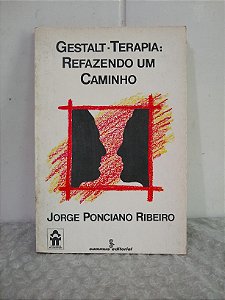 GESTALT-TERAPIA:
REFAZENDO UM
CAMINHO
JORGE PONCIANO RIBEIRO
summus editorial